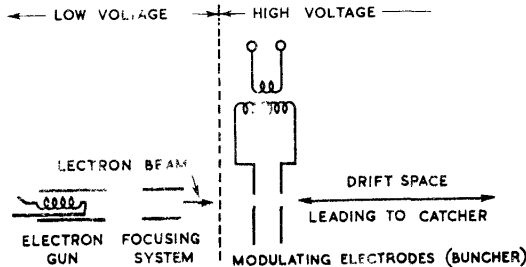 LOW VOLTAGE
HIGH VOLTAGE
LECTRON BEAM
DRIFT SPACE
LEADING TO CATCHER
ELECTRON GUN
FOCUSING SYSTEM
MODULATING ELECTRODES (BUNCHER)